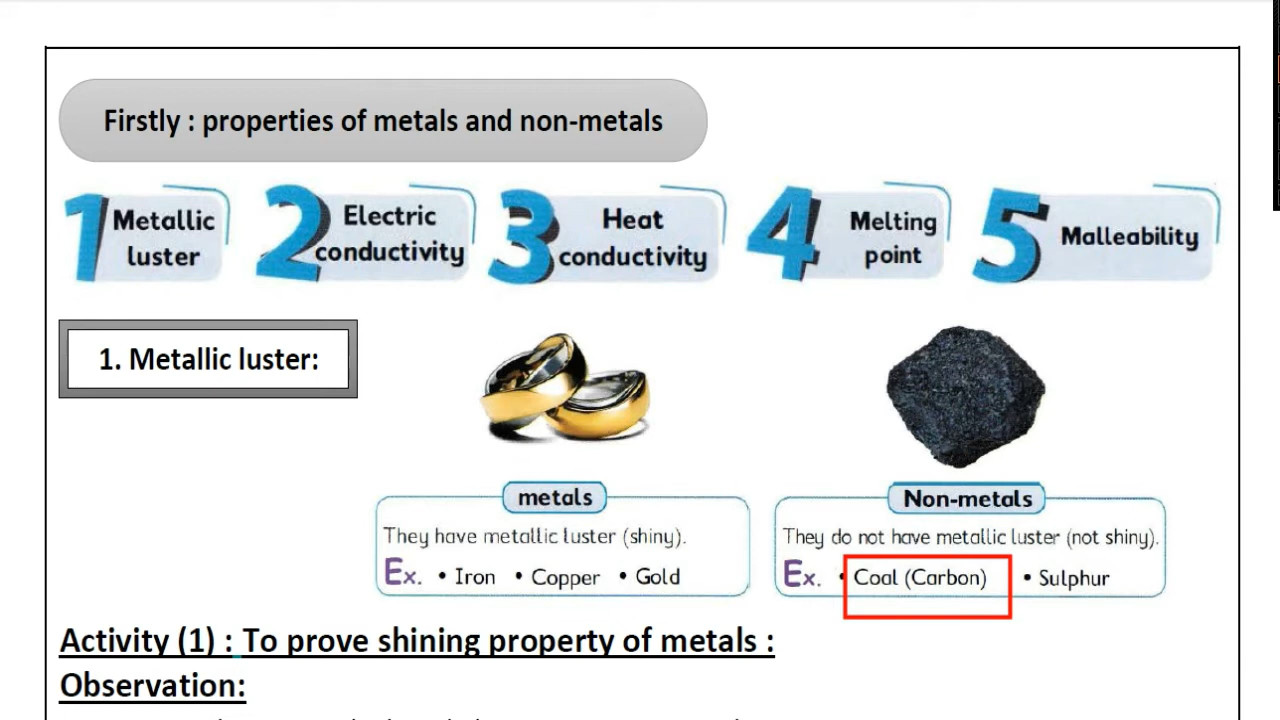 Firstly : properties of metals and non-metals
1 Metallic luster
2 Electric conductivity
3 Heat conductivity
4 Melting point
5 Malleability
1. Metallic luster:
metals
They have metallic luster (shiny).
Ex. • Iron • Copper • Gold
Non-metals
They do not have metallic luster (not shiny).
Ex. • Coal (Carbon) • Sulphur
Activity (1) : To prove shining property of metals :
Observation: